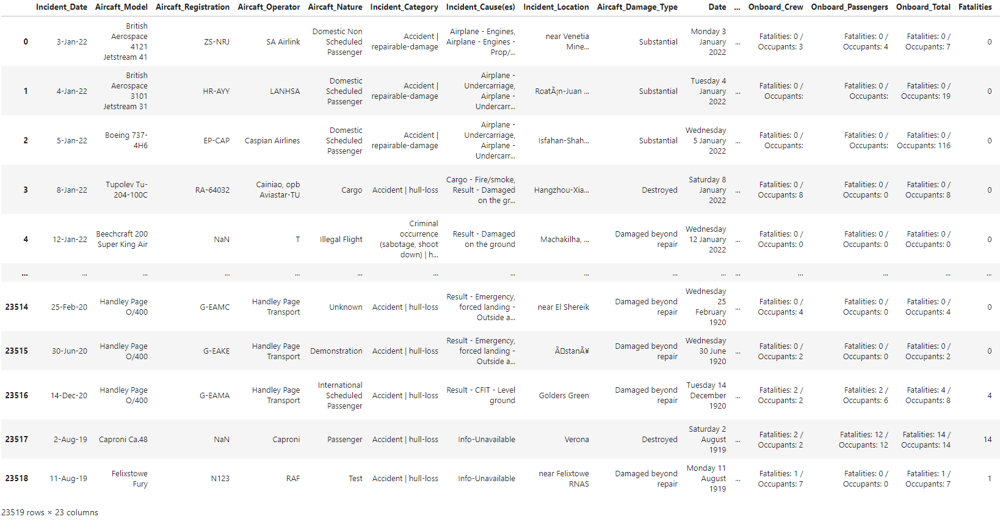 Incident_Date Aircaft_Model Aircaft_Registration Aircaft_Operator Aircaft_Nature Incident_Category Incident_Cause(es) Incident_Location Aircaft_Damage_Type Date ... Onboard_Crew Onboard_Passengers Onboard_Total Fatalities
0 3-Jan-22 British Aerospace 4121 Jetstream 41 ZS-NRJ SA Airlink Domestic Non Scheduled Passenger Accident | repairable-damage Airplane - Engines, Airplane - Engines - Prop/... near Venetia Mine... Substantial Monday 3 January 2022 ... Fatalities: 0 / Occupants: 3 Fatalities: 0 / Occupants: 4 Fatalities: 0 / Occupants: 7 0
1 4-Jan-22 British Aerospace 3101 Jetstream 31 HR-AYY LANHSA Domestic Scheduled Passenger Accident | repairable-damage Airplane - Undercarriage, Airplane - Undercarr... RoatÃ¡n-Juan ... Substantial Tuesday 4 January 2022 ... Fatalities: 0 / Occupants: Fatalities: 0 / Occupants: Fatalities: 0 / Occupants: 19 0
2 5-Jan-22 Boeing 737-4H6 EP-CAP Caspian Airlines Domestic Scheduled Passenger Accident | repairable-damage Airplane - Undercarriage, Airplane - Undercarr... Isfahan-Shah... Substantial Wednesday 5 January 2022 ... Fatalities: 0 / Occupants: Fatalities: 0 / Occupants: Fatalities: 0 / Occupants: 116 0
3 8-Jan-22 Tupolev Tu-204-100C RA-64032 Cainiao, opb Aviastar-TU Cargo Accident | hull-loss Cargo - Fire/smoke, Result - Damaged on the gr... Hangzhou-Xia... Destroyed Saturday 8 January 2022 ... Fatalities: 0 / Occupants: 8 Fatalities: 0 / Occupants: 0 Fatalities: 0 / Occupants: 8 0
4 12-Jan-22 Beechcraft 200 Super King Air NaN T Illegal Flight Criminal occurrence (sabotage, shoot down) | h... Result - Damaged on the ground Machakilha, ... Damaged beyond repair Wednesday 12 January 2022 ... Fatalities: 0 / Occupants: 0 Fatalities: 0 / Occupants: 0 Fatalities: 0 / Occupants: 0 0
... ... ... ... ... ... ... ... ... ... ... ... ... ... ...
23514 25-Feb-20 Handley Page O/400 G-EAMC Handley Page Transport Unknown Accident | hull-loss Result - Emergency, forced landing - Outside a... near El Shereik Damaged beyond repair Wednesday 25 February 1920 ... Fatalities: 0 / Occupants: 4 Fatalities: 0 / Occupants: 0 Fatalities: 0 / Occupants: 4 0
23515 30-Jun-20 Handley Page O/400 G-EAKE Handley Page Transport Demonstration Accident | hull-loss Result - Emergency, forced landing - Outside a... Damaged beyond repair Wednesday 30 June 1920 ... Fatalities: 0 / Occupants: 2 Fatalities: 0 / Occupants: 0 Fatalities: 0 / Occupants: 2 0
23516 14-Dec-20 Handley Page O/400 G-EAMA Handley Page Transport International Scheduled Passenger Accident | hull-loss Result - CFIT - Level ground Golders Green Damaged beyond repair Tuesday 14 December 1920 ... Fatalities: 2 / Occupants: 2 Fatalities: 2 / Occupants: 6 Fatalities: 4 / Occupants: 8 4
23517 2-Aug-19 Caproni Ca.48 NaN Caproni Passenger Accident | hull-loss Info-Unavailable Verona Destroyed Saturday 2 August 1919 ... Fatalities: 2 / Occupants: 2 Fatalities: 12 / Occupants: 12 Fatalities: 14 / Occupants: 14 14
23518 11-Aug-19 Felixstowe Fury N123 RAF Test Accident | hull-loss Info-Unavailable near Felixtowe RNAS Damaged beyond repair Monday 11 August 1919 ... Fatalities: 1 / Occupants: 7 Fatalities: 0 / Occupants: 0 Fatalities: 1 / Occupants: 7 1
23519 rows × 23 columns